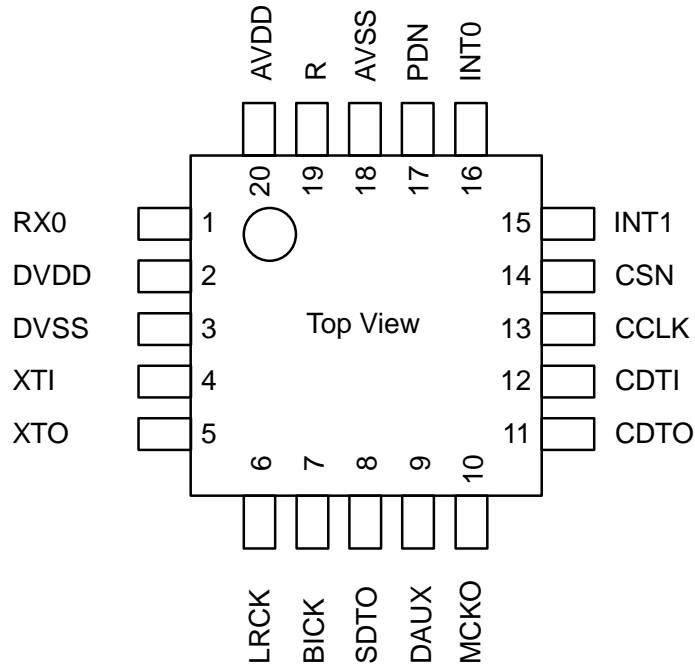 AVDD R AVSS PDN INT0
20 19 18 17 16
RX0 1 15 INT1
DVDD 2 14 CSN
DVSS 3 Top View 13 CCLK
XTI 4 12 CDTI
XTO 5 11 CDTO
6 7 8 9 10
LRCK BICK SDTO DAUX MCKO